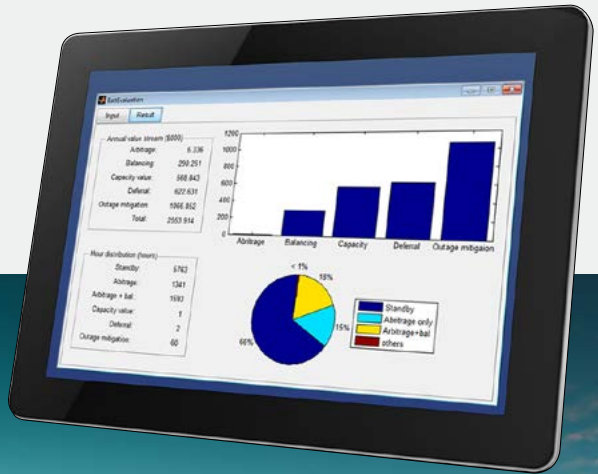 BattEvaluation
Input Result
Annual value stream ($000)
Arbitrage: 6.336
Balancing: 290.251
Capacity value: 568.843
Deferral: 622.631
Outage mitigation: 1066.852
Total: 2553.914
1200
1000
800
600
400
200
0
Abritrage Balancing Capacity Deferral Outage mitigaion
Hour distribution (hours)
Standby: 5763
Abitrage: 1341
Arbitrage + bal: 1593
Capacity value: 1
Deferral: 2
Outage mitigation: 60
< 1%
18%
15%
66%
Standby
Abritrage only
Arbitrage+bal
others